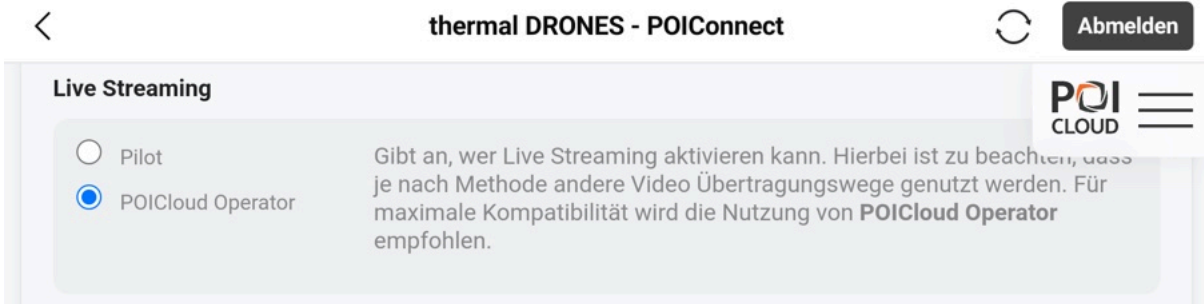 thermal DRONES - POIConnect
Abmelden
Live Streaming
POI
CLOUD
Pilot
POICloud Operator
Gibt an, wer Live Streaming aktivieren kann. Hierbei ist zu beachten, dass
je nach Methode andere Video Übertragungswege genutzt werden. Für
maximale Kompatibilität wird die Nutzung von POICloud Operator
empfohlen.